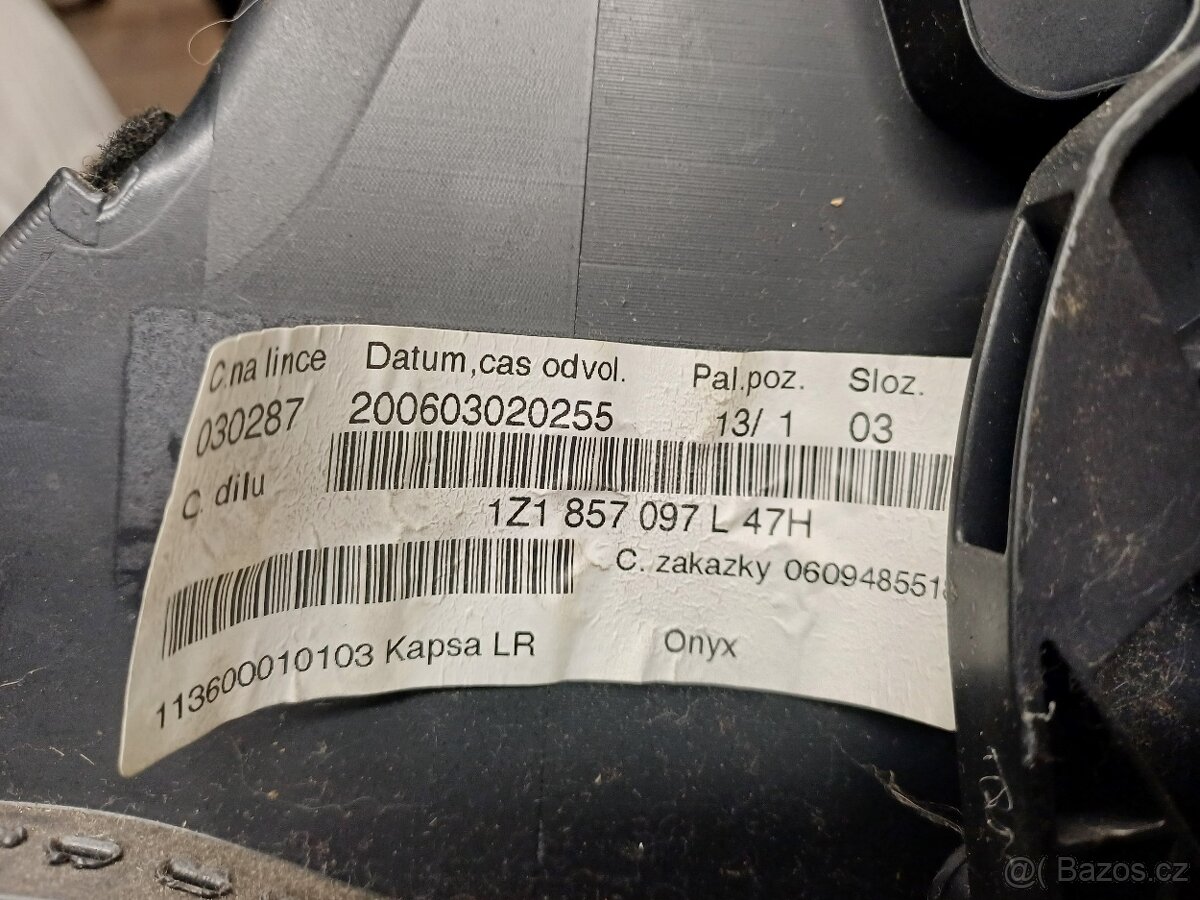 C.na lince Datum,cas odvol. Pal.poz. Sloz.
030287 200603020255 13/ 1 03
C. dilu
1Z1 857 097 L 47H
C. zakazky 060948551
113600010103 Kapsa LR Onyx
@( Bazos.cz